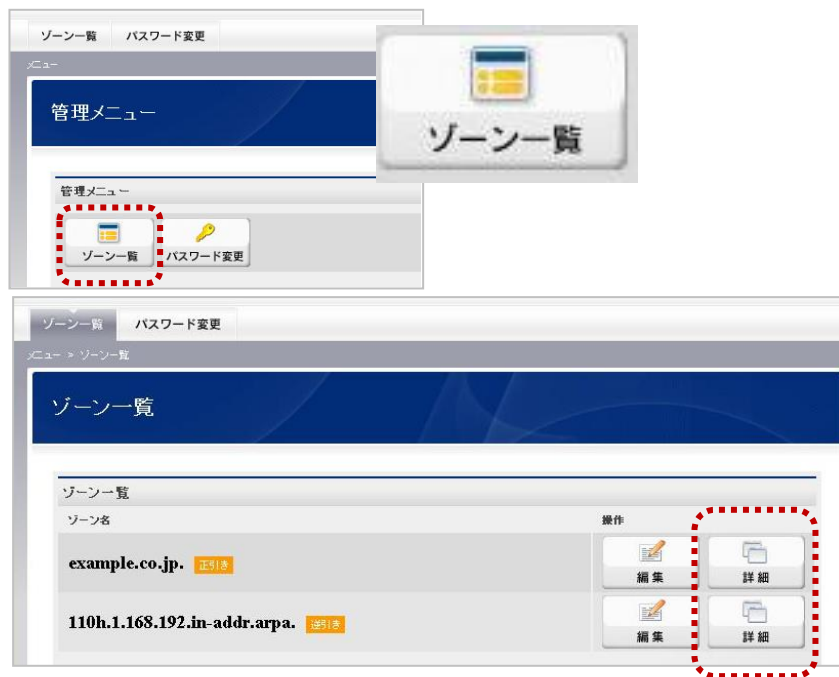 ゾーン一覧 パスワード変更
メニュー
管理メニュー
管理メニュー
ゾーン一覧 パスワード変更
ゾーン一覧
ゾーン一覧 パスワード変更
メニュー > ゾーン一覧
ゾーン一覧
ゾーン一覧
ゾーン名 操作
example.co.jp. 正引き 編集 詳細
110h.1.168.192.in-addr.arpa. 逆引き 編集 詳細